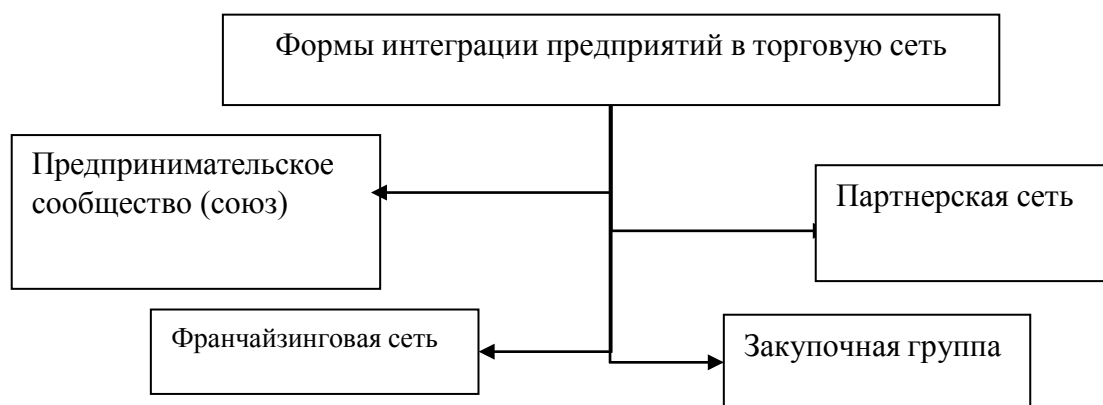 Формы интеграции предприятий в торговую сеть
Предпринимательское
сообщество (союз)
Партнерская сеть
Франчайзинговая сеть
Закупочная группа